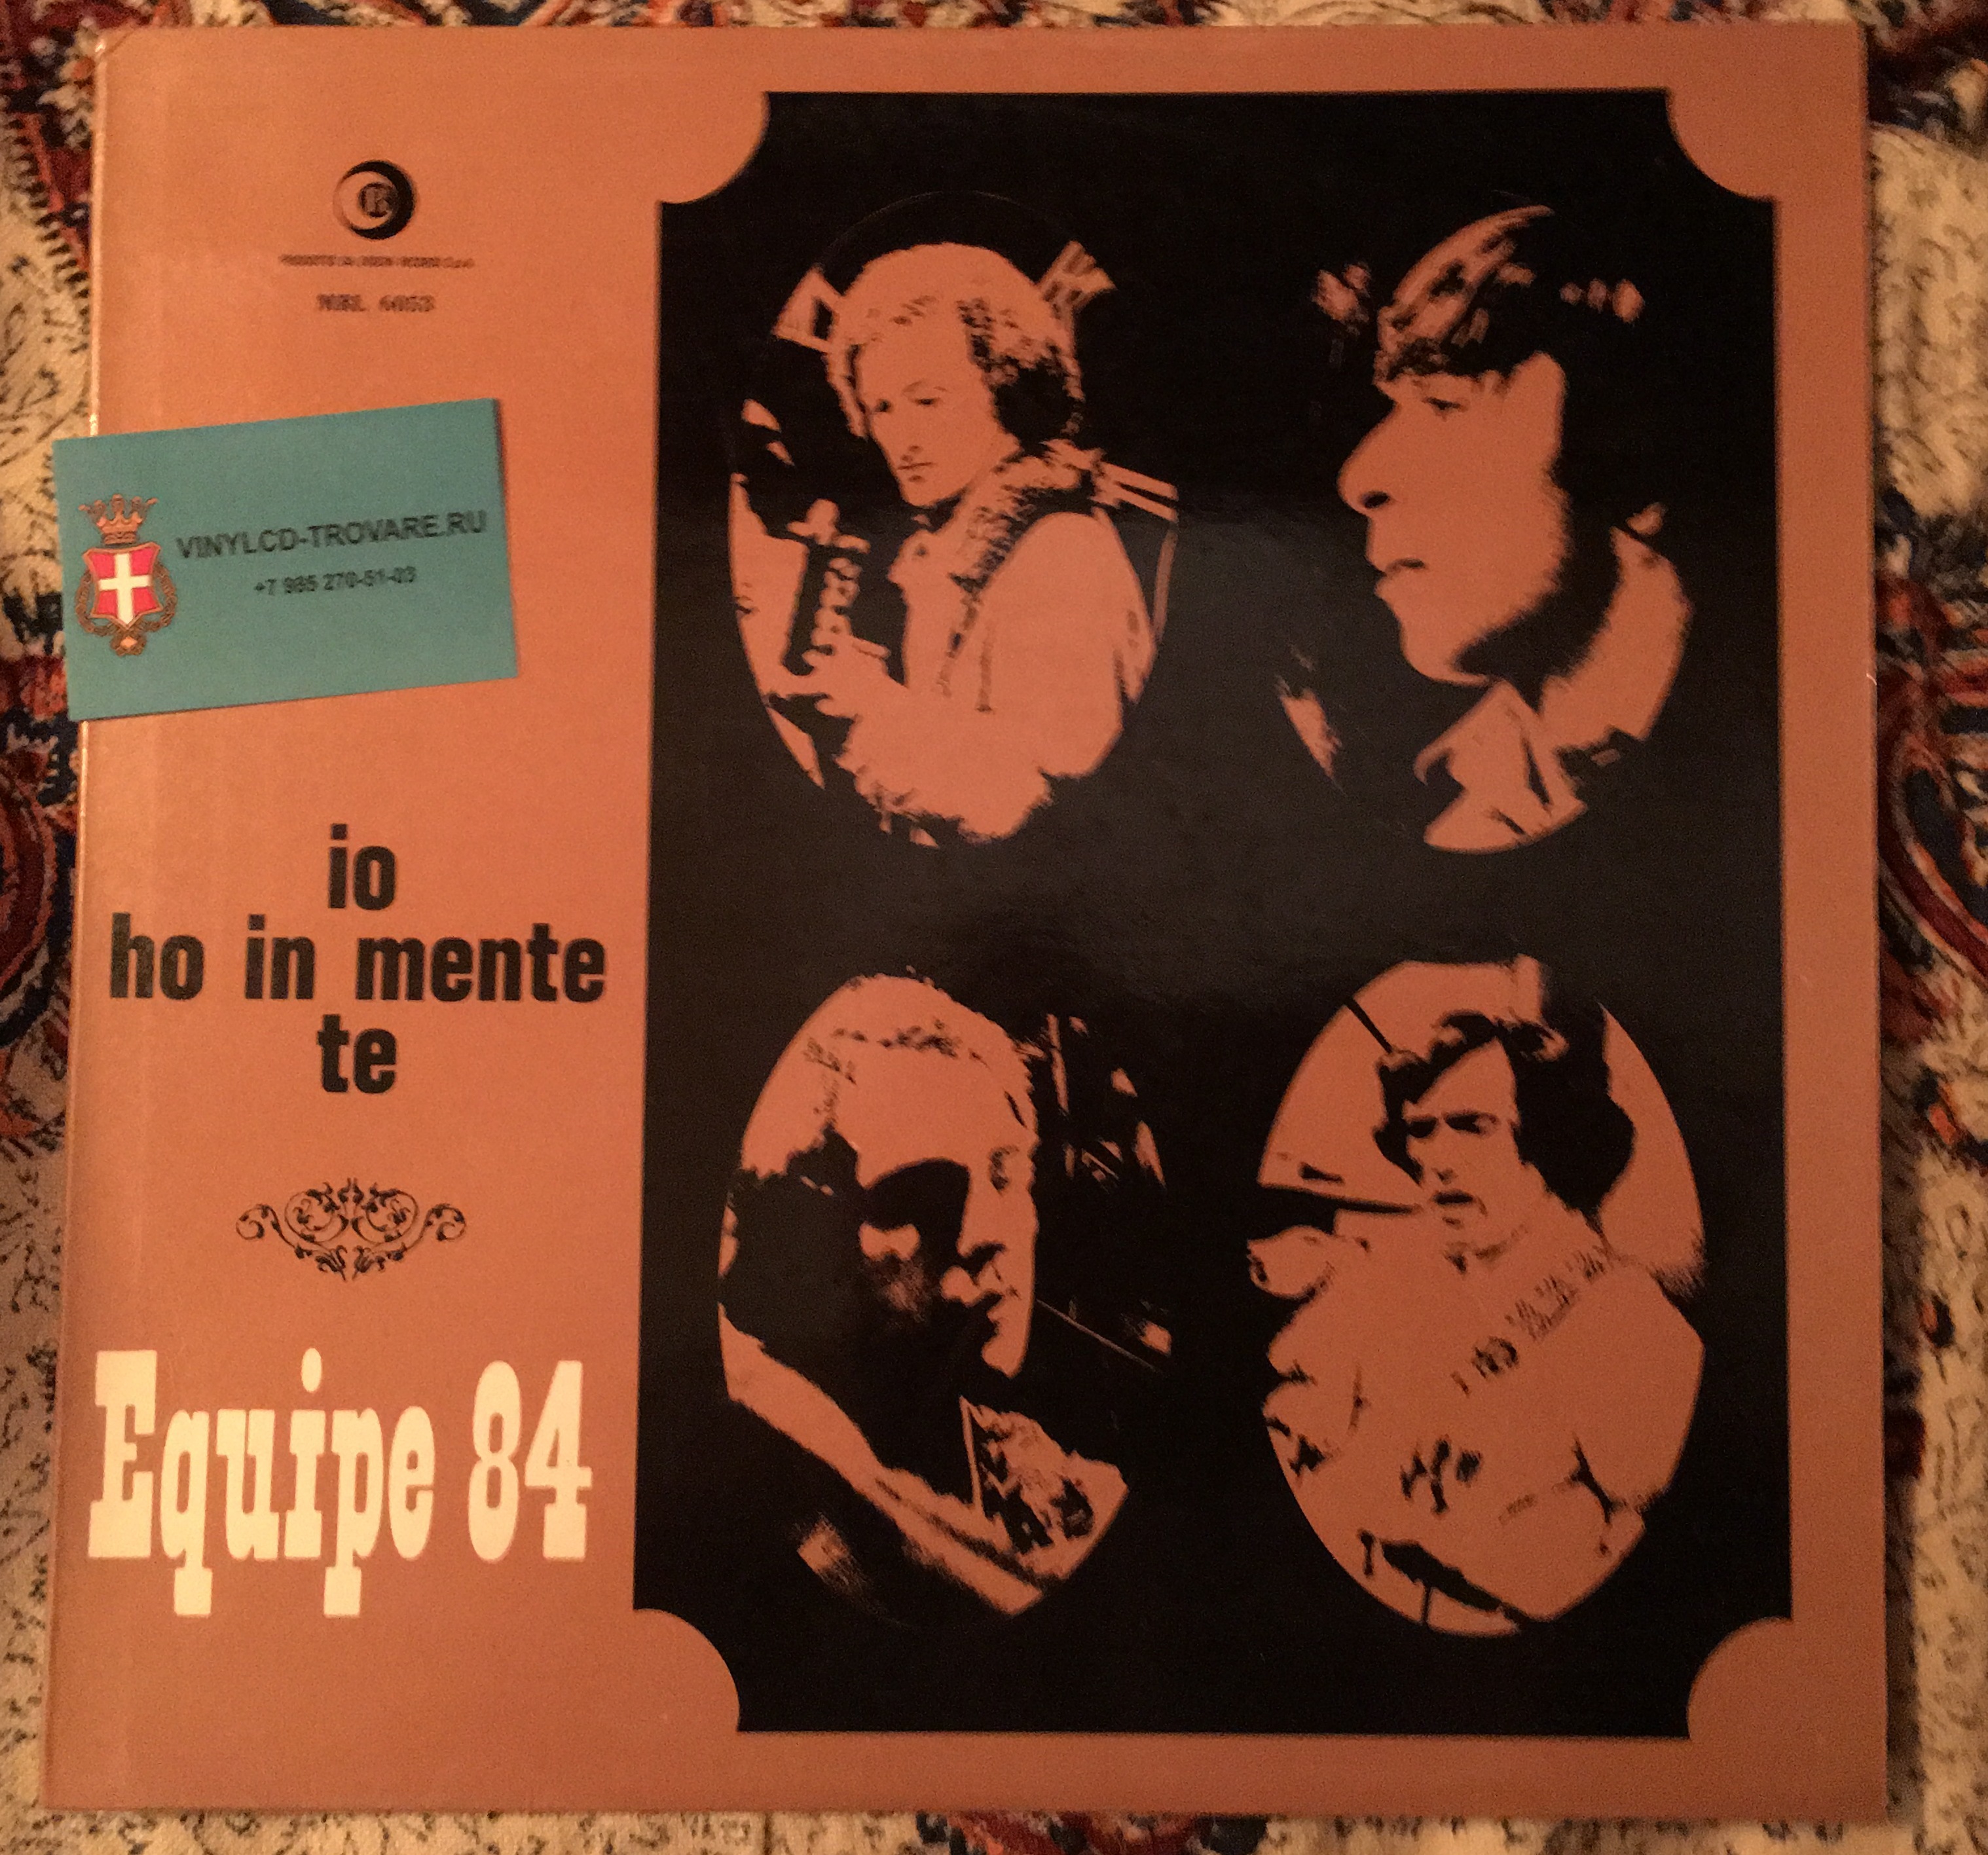 NRL 6053
VINYLCD-TROVARE.RU
+7 985 270-51-03
io
ho in mente
te
Equipe 84